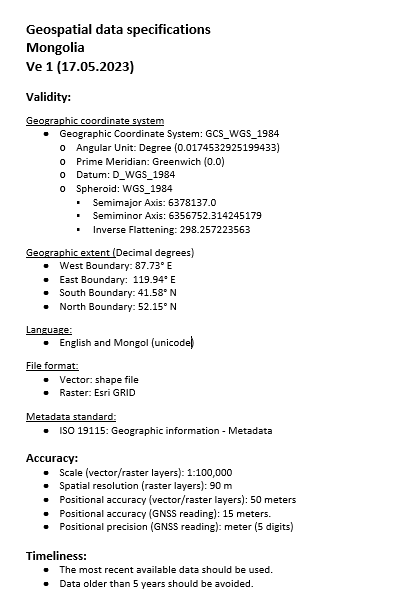 Geospatial data specifications
Mongolia
Ve 1 (17.05.2023)
Validity:
Geographic coordinate system
• Geographic Coordinate System: GCS_WGS_1984
o Angular Unit: Degree (0.0174532925199433)
o Prime Meridian: Greenwich (0.0)
o Datum: D_WGS_1984
o Spheroid: WGS_1984
▪ Semimajor Axis: 6378137.0
▪ Semiminor Axis: 6356752.314245179
▪ Inverse Flattening: 298.257223563
Geographic extent (Decimal degrees)
• West Boundary: 87.73° E
• East Boundary: 119.94° E
• South Boundary: 41.58° N
• North Boundary: 52.15° N
Language:
• English and Mongol (unicode)
File format:
• Vector: shape file
• Raster: Esri GRID
Metadata standard:
• ISO 19115: Geographic information - Metadata
Accuracy:
• Scale (vector/raster layers): 1:100,000
• Spatial resolution (raster layers): 90 m
• Positional accuracy (vector/raster layers): 50 meters
• Positional accuracy (GNSS reading): 15 meters.
• Positional precision (GNSS reading): meter (5 digits)
Timeliness:
• The most recent available data should be used.
• Data older than 5 years should be avoided.